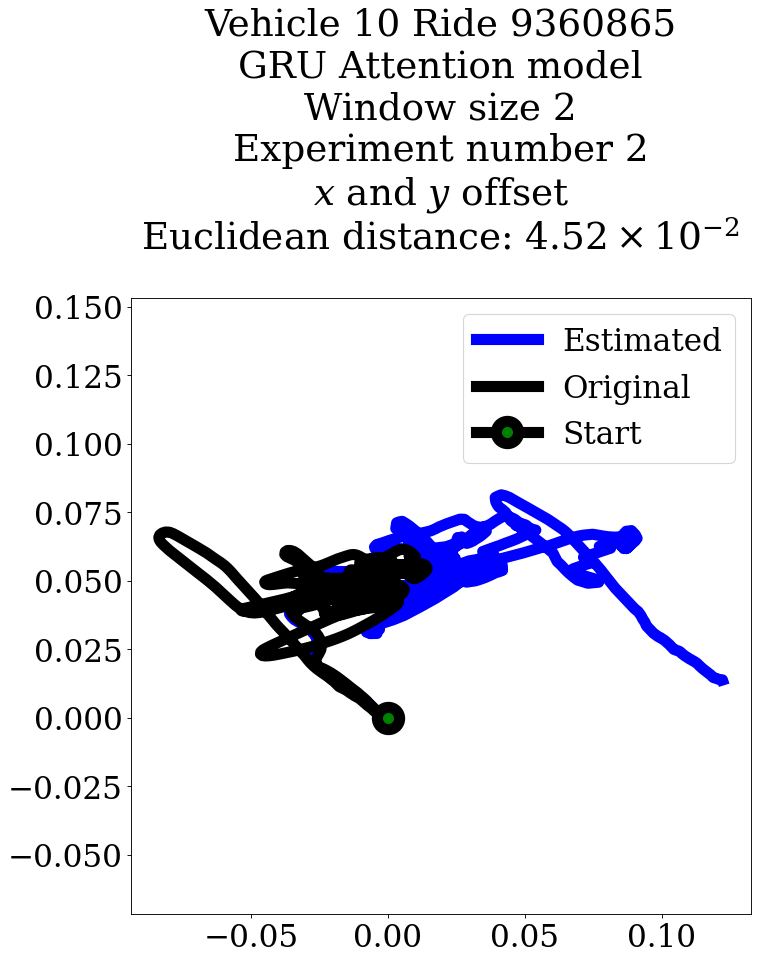 Vehicle 10 Ride 9360865
GRU Attention model
Window size 2
Experiment number 2
x and y offset
Euclidean distance: 4.52 × 10⁻²
0.150
0.125
0.100
0.075
0.050
0.025
0.000
−0.025
−0.050
Estimated
Original
Start
−0.05 0.00 0.05 0.10